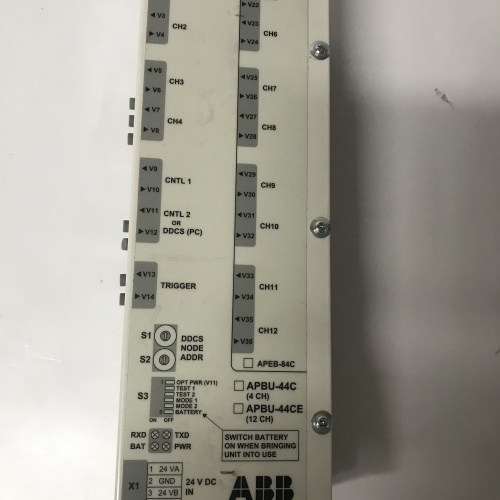 ◄V3
►V4
CH2
◄V5
►V6
CH3
◄V7
►V8
CH4
◄V9
►V10
CNTL 1
◄V11
►V12
CNTL 2
OR
DDCS (PC)
◄V13
►V14
TRIGGER
V22
◄V23
►V24
CH6
◄V25
►V26
CH7
◄V27
►V28
CH8
◄V29
►V30
CH9
◄V31
►V32
CH10
◄V33
►V34
CH11
◄V35
►V36
CH12
APEB-84C
S1
S2
DDCS
NODE
ADDR
S3
1 OPT PWR (V11)
TEST 1
TEST 2
MODE 1
MODE 2
6 BATTERY
ON OFF
APBU-44C
(4 CH)
APBU-44CE
(12 CH)
RXD TXD
BAT PWR
SWITCH BATTERY
ON WHEN BRINGING
UNIT INTO USE
X1
1 24 VA
2 GND
3 24 VB
24 V DC
IN
ABB